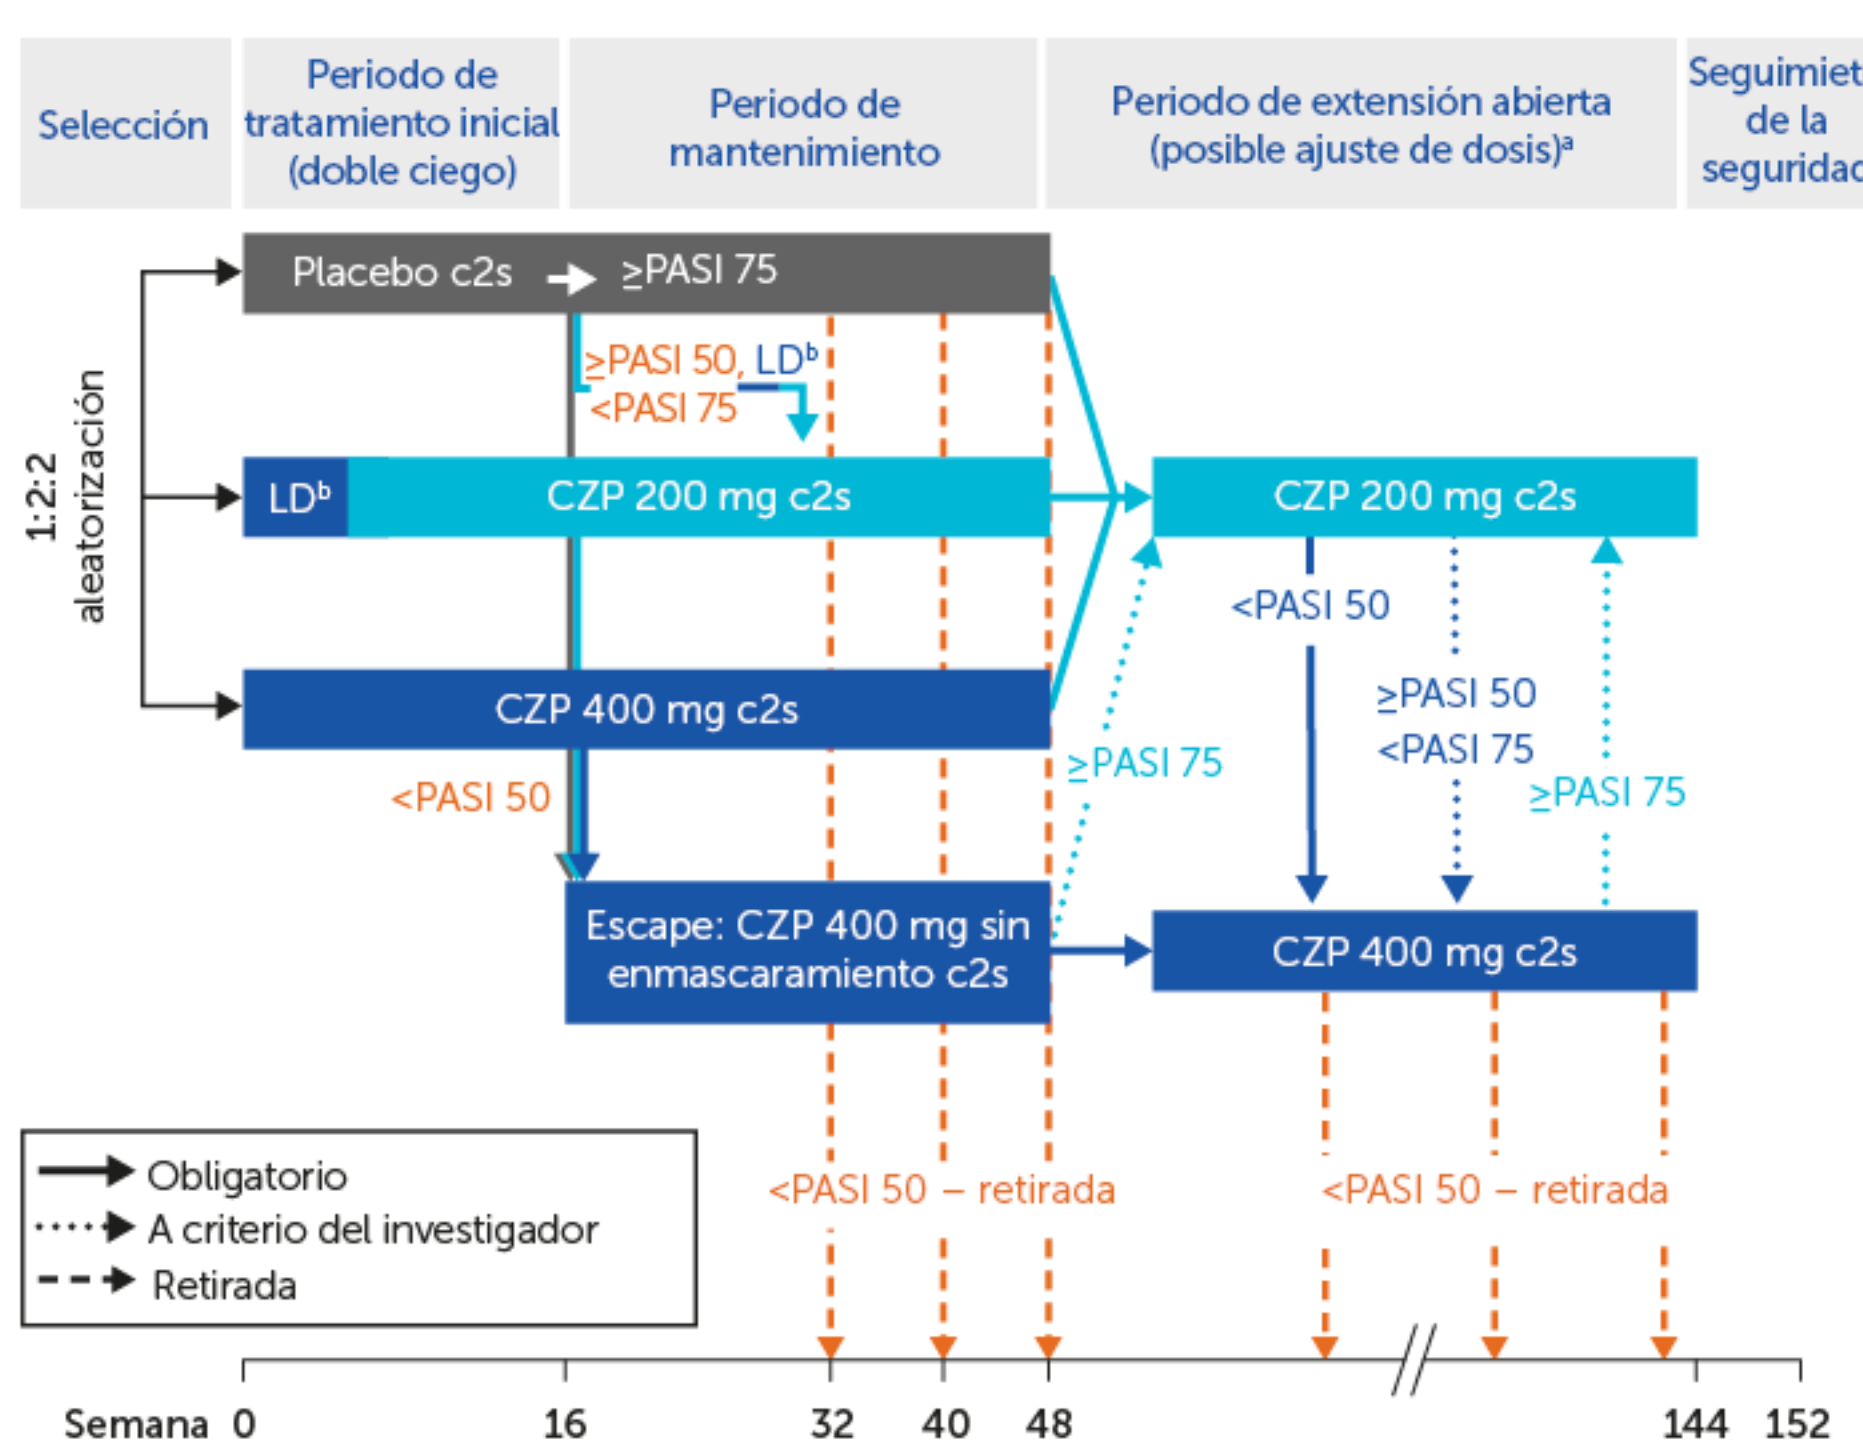 Selección
Periodo de
tratamiento inicial
(doble ciego)
Periodo de
mantenimiento
Periodo de extensión abierta
(posible ajuste de dosis)ª
Seguimiet
de la
seguridad
1:2:2
aleatorización
Placebo c2s
≥PASI 75
≥PASI 50, LDᵇ
<PASI 75
LDᵇ
CZP 200 mg c2s
CZP 200 mg c2s
<PASI 50
≥PASI 50
<PASI 75
≥PASI 75
CZP 400 mg c2s
≥PASI 75
<PASI 50
Escape: CZP 400 mg sin
enmascaramiento c2s
CZP 400 mg c2s
Obligatorio
A criterio del investigador
Retirada
<PASI 50 – retirada
<PASI 50 – retirada
Semana 0 16 32 40 48 144 152